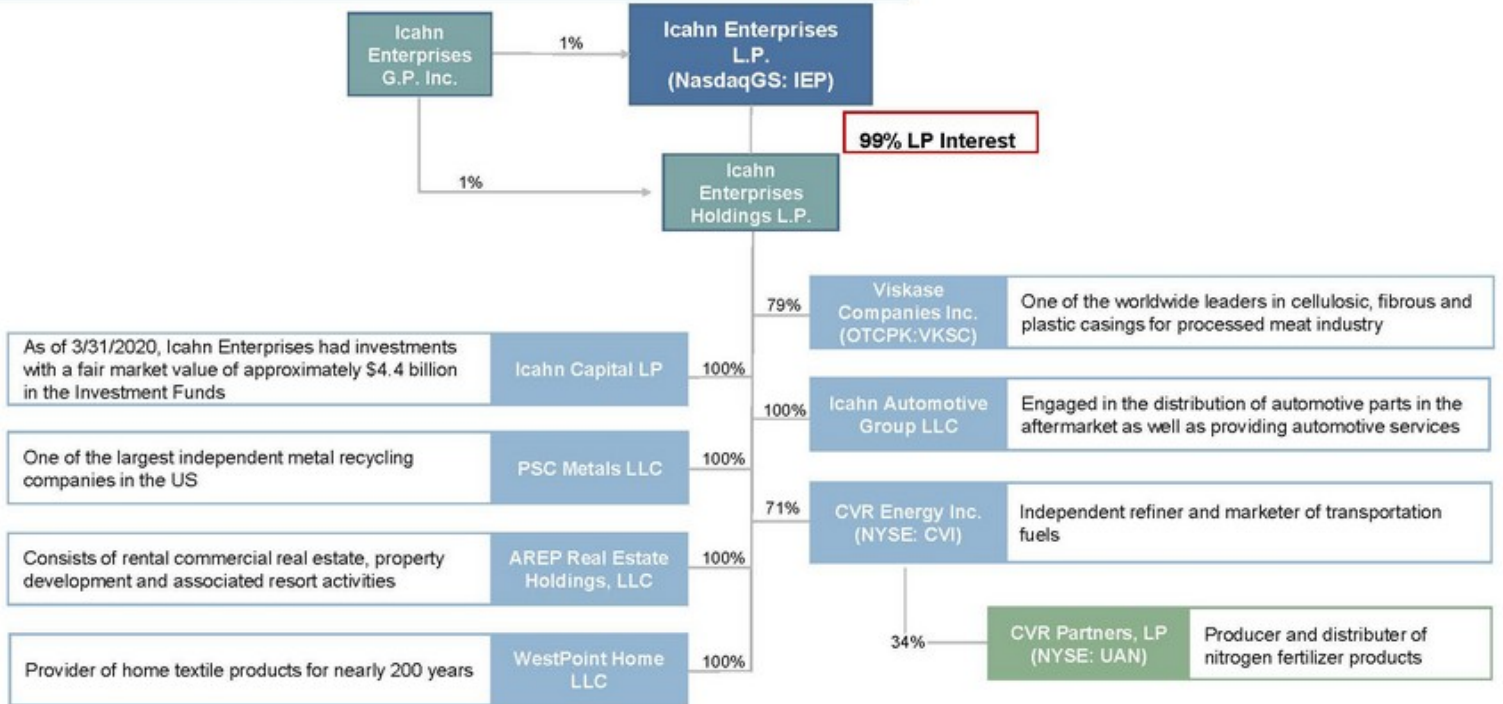 Icahn
Enterprises
G.P. Inc.
1%
Icahn Enterprises
L.P.
(NasdaqGS: IEP)
99% LP Interest
1%
Icahn
Enterprises
Holdings L.P.
79%
Viskase
Companies Inc.
(OTCPK:VKSC)
One of the worldwide leaders in cellulosic, fibrous and
plastic casings for processed meat industry
As of 3/31/2020, Icahn Enterprises had investments
with a fair market value of approximately $4.4 billion
in the Investment Funds
Icahn Capital LP
100%
100%
Icahn Automotive
Group LLC
Engaged in the distribution of automotive parts in the
aftermarket as well as providing automotive services
One of the largest independent metal recycling
companies in the US
PSC Metals LLC
100%
71%
CVR Energy Inc.
(NYSE: CVI)
Independent refiner and marketer of transportation
fuels
Consists of rental commercial real estate, property
development and associated resort activities
AREP Real Estate
Holdings, LLC
100%
34%
CVR Partners, LP
(NYSE: UAN)
Producer and distributer of
nitrogen fertilizer products
Provider of home textile products for nearly 200 years
WestPoint Home
LLC
100%